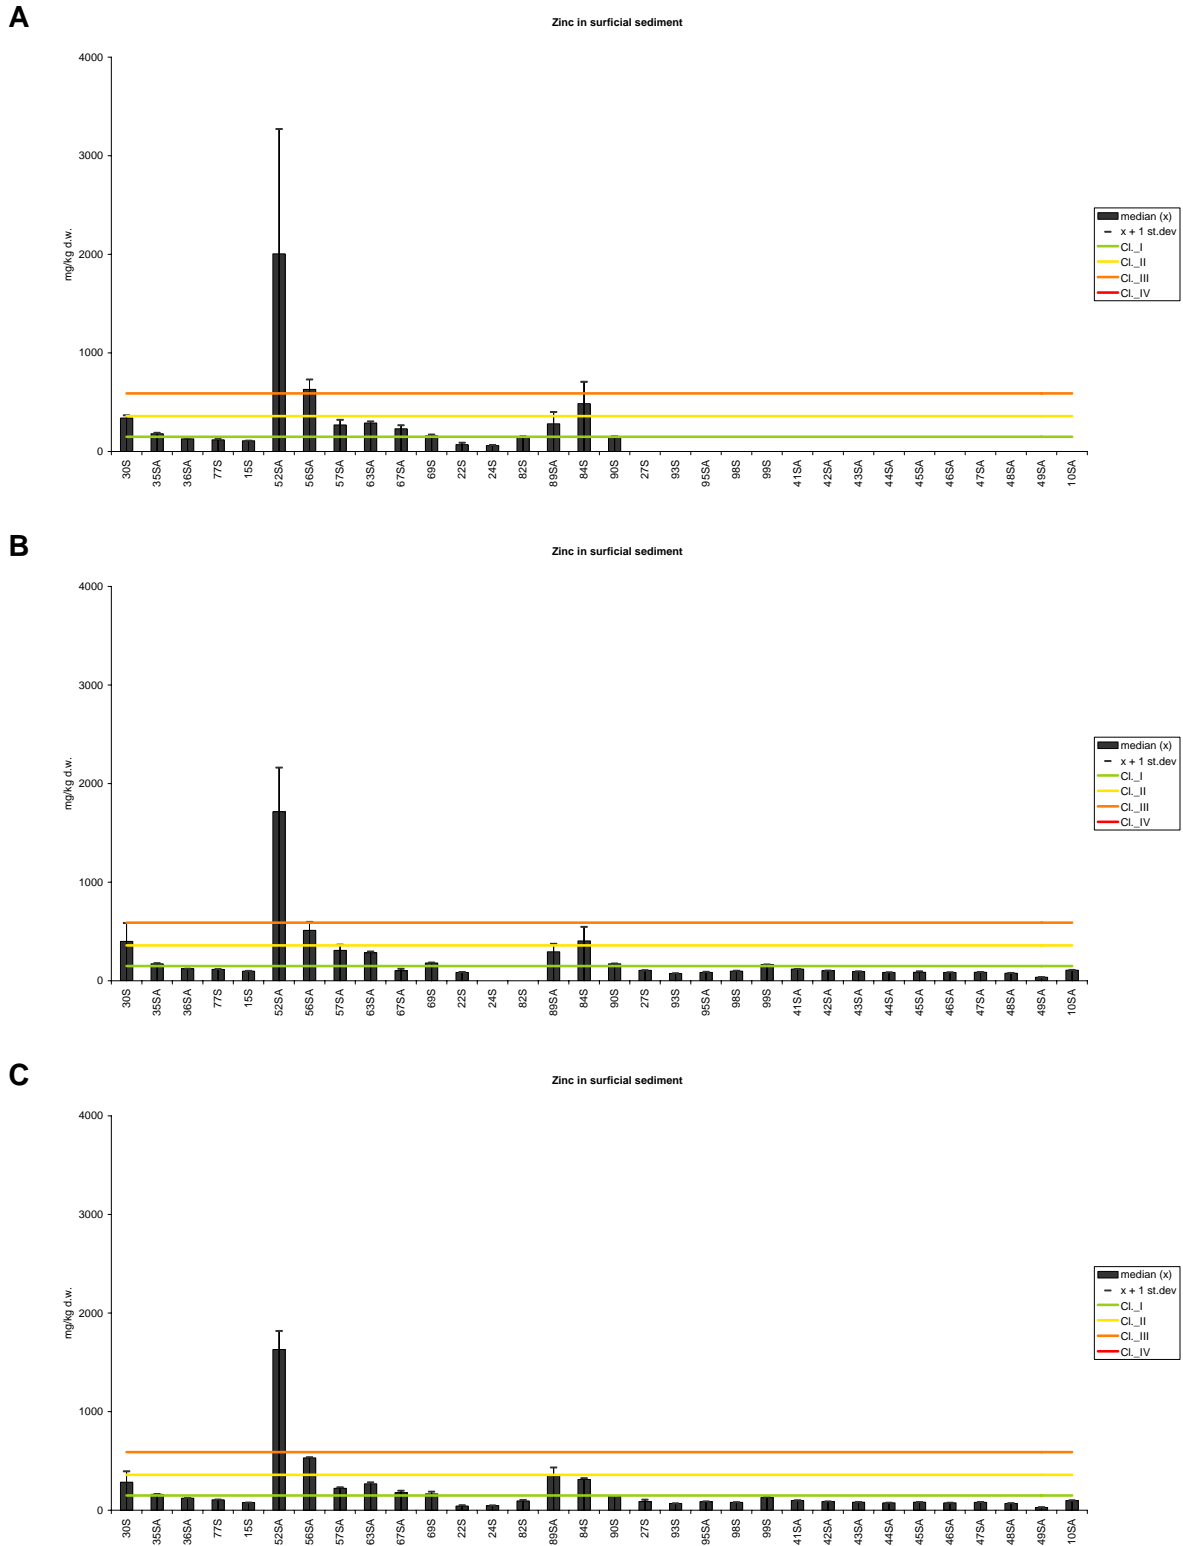 A
Zinc in surficial sediment
4000
3000
2000
1000
0
mg/kg d.w.
30S 35SA 36SA 77S 15S 52SA 56SA 57SA 63SA 67SA 69S 22S 24S 82S 89SA 84S 90S 27S 93S 95SA 98S 99S 41SA 42SA 43SA 44SA 45SA 46SA 47SA 48SA 49SA 10SA
median (x)
x + 1 st.dev
Cl._I
Cl._II
Cl._III
Cl._IV
B
Zinc in surficial sediment
4000
3000
2000
1000
0
mg/kg d.w.
30S 35SA 36SA 77S 15S 52SA 56SA 57SA 63SA 67SA 69S 22S 24S 82S 89SA 84S 90S 27S 93S 95SA 98S 99S 41SA 42SA 43SA 44SA 45SA 46SA 47SA 48SA 49SA 10SA
median (x)
x + 1 st.dev
Cl._I
Cl._II
Cl._III
Cl._IV
C
Zinc in surficial sediment
4000
3000
2000
1000
0
mg/kg d.w.
30S 35SA 36SA 77S 15S 52SA 56SA 57SA 63SA 67SA 69S 22S 24S 82S 89SA 84S 90S 27S 93S 95SA 98S 99S 41SA 42SA 43SA 44SA 45SA 46SA 47SA 48SA 49SA 10SA
median (x)
x + 1 st.dev
Cl._I
Cl._II
Cl._III
Cl._IV